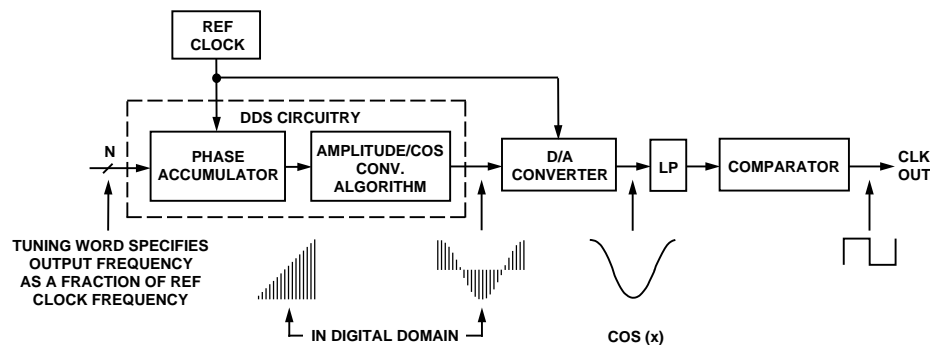 REF
CLOCK
DDS CIRCUITRY
N
PHASE
ACCUMULATOR
AMPLITUDE/COS
CONV.
ALGORITHM
D/A
CONVERTER
LP
COMPARATOR
CLK
OUT
TUNING WORD SPECIFIES
OUTPUT FREQUENCY
AS A FRACTION OF REF
CLOCK FREQUENCY
IN DIGITAL DOMAIN
COS (x)